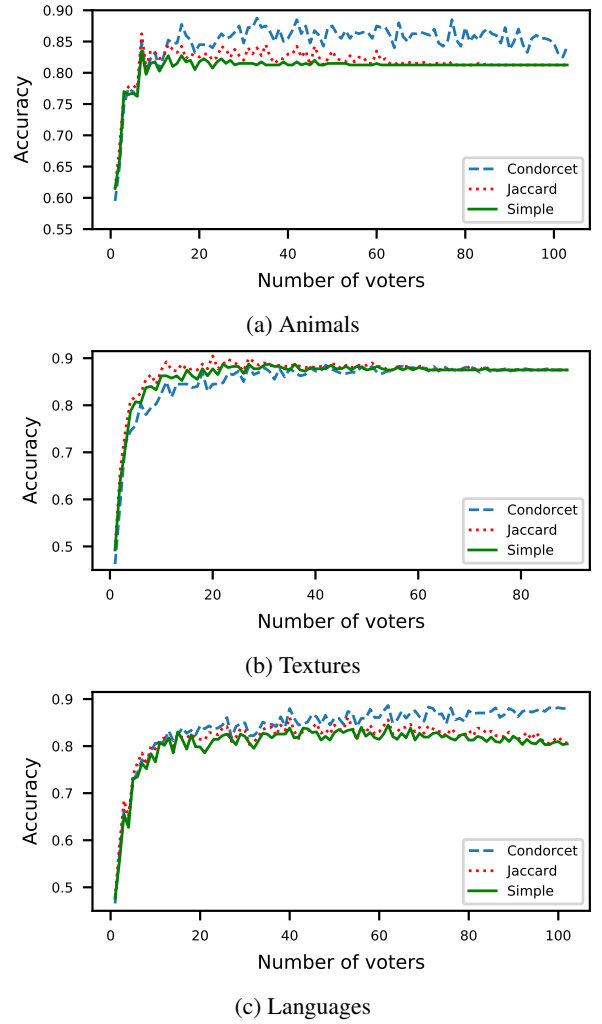 0.90
0.85
0.80
0.75
0.70
0.65
0.60
0.55
Accuracy
Condorcet
Jaccard
Simple
0 20 40 60 80 100
Number of voters
(a) Animals
0.9
0.8
0.7
0.6
0.5
Accuracy
Condorcet
Jaccard
Simple
0 20 40 60 80
Number of voters
(b) Textures
0.9
0.8
0.7
0.6
0.5
Accuracy
Condorcet
Jaccard
Simple
0 20 40 60 80 100
Number of voters
(c) Languages